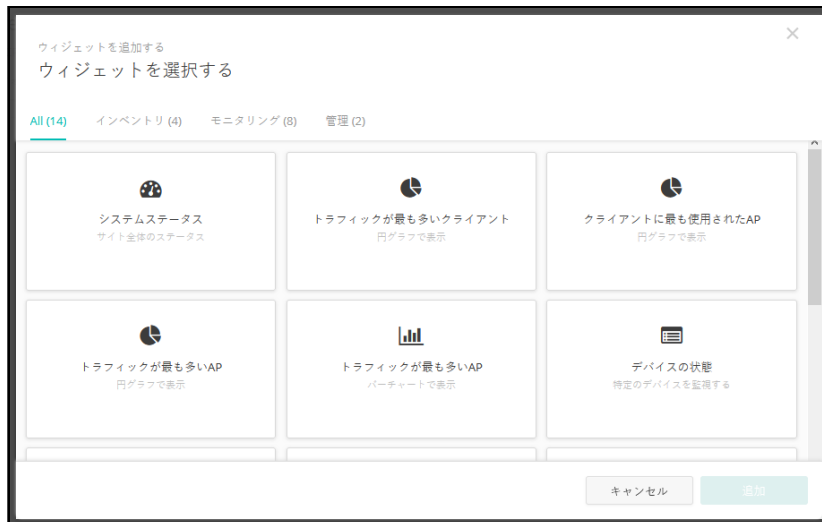 ウィジェットを追加する
ウィジェットを選択する
All (14) インベントリ (4) モニタリング (8) 管理 (2)
システムステータス
サイト全体のステータス
トラフィックが最も多いクライアント
円グラフで表示
クライアントに最も使用されたAP
円グラフで表示
トラフィックが最も多いAP
円グラフで表示
トラフィックが最も多いAP
バーチャートで表示
デバイスの状態
特定のデバイスを監視する
キャンセル 追加